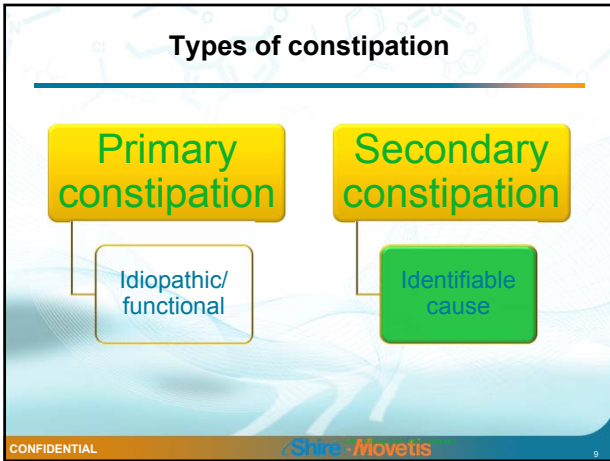 Types of constipation
Primary
constipation
Secondary
constipation
Idiopathic/
functional
Identifiable
cause
CONFIDENTIAL
Shire - Movetis
9